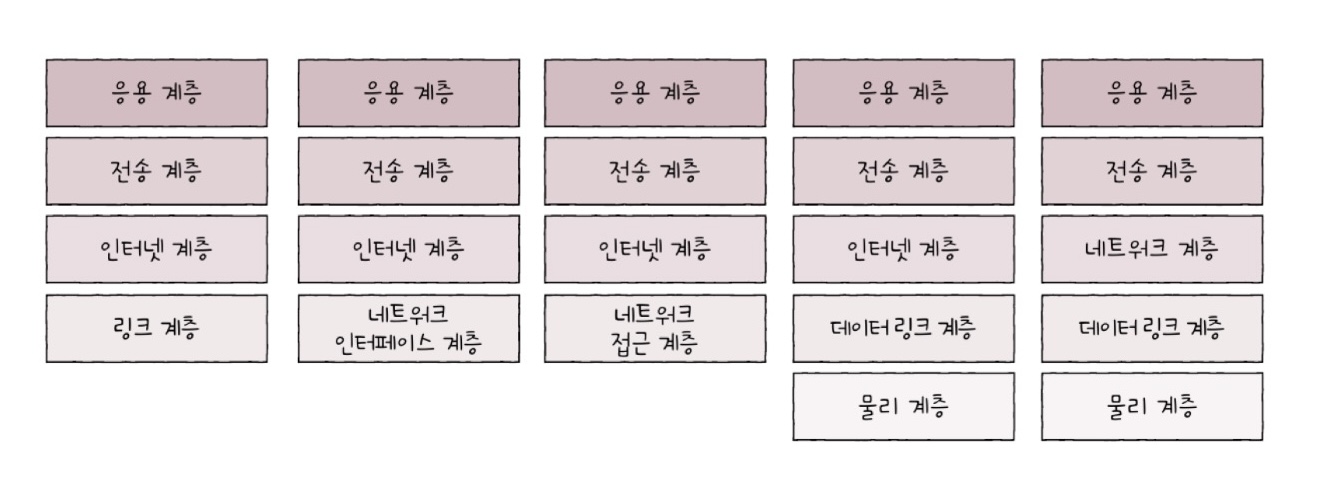 응용 계층
전송 계층
인터넷 계층
링크 계층
응용 계층
전송 계층
인터넷 계층
네트워크
인터페이스 계층
응용 계층
전송 계층
인터넷 계층
네트워크
접근 계층
응용 계층
전송 계층
인터넷 계층
데이터 링크 계층
물리 계층
응용 계층
전송 계층
네트워크 계층
데이터 링크 계층
물리 계층